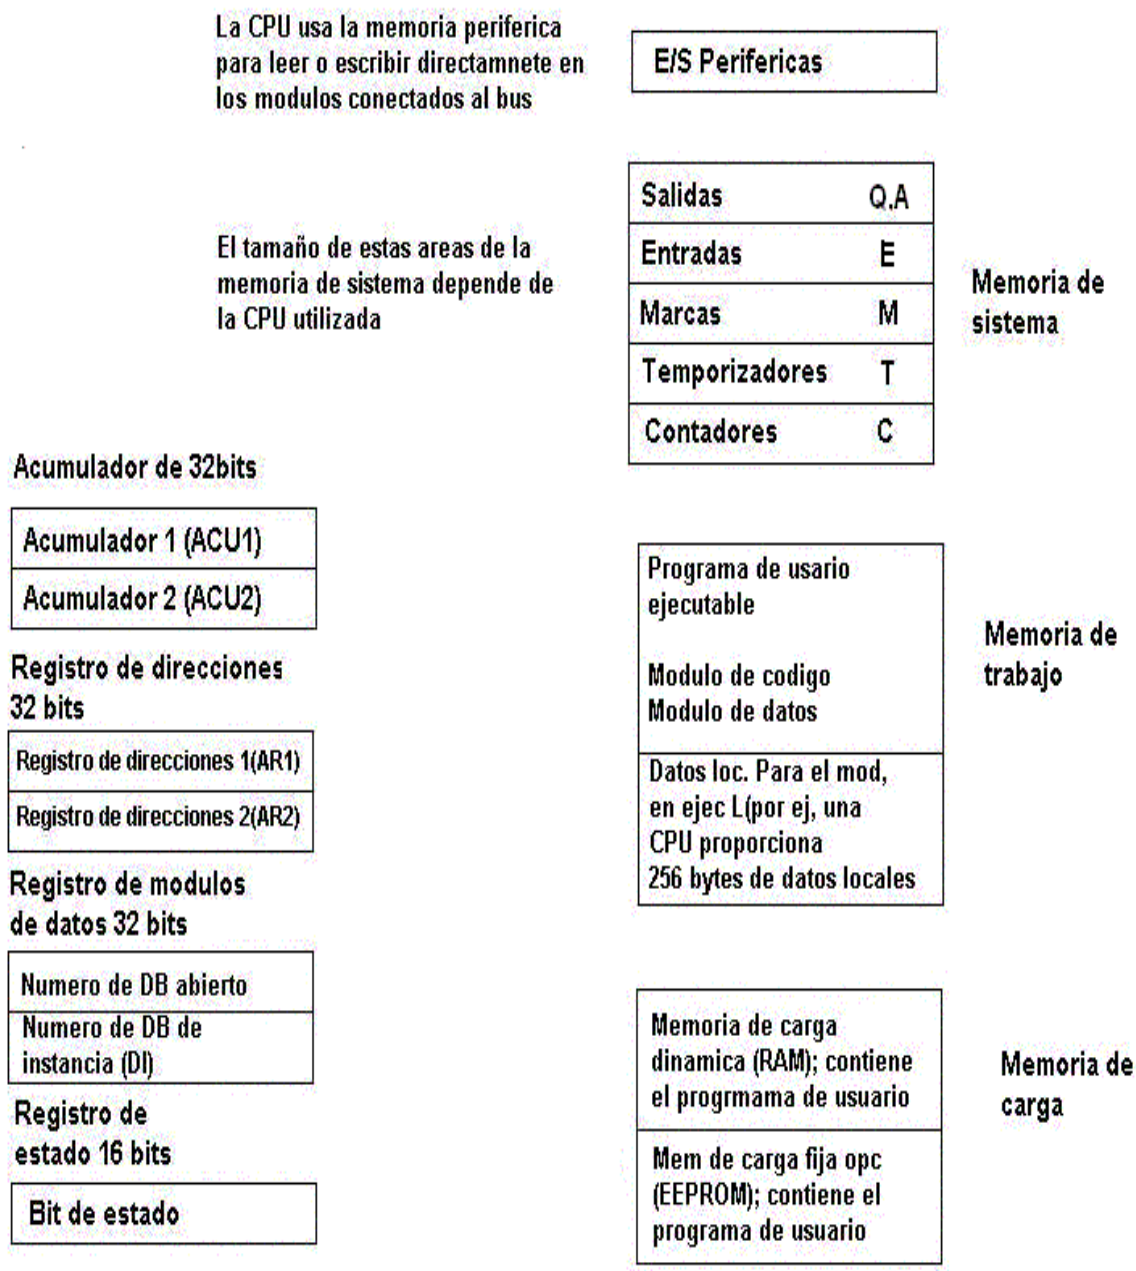 La CPU usa la memoria periferica
para leer o escribir directamnete en
los modulos conectados al bus
E/S Perifericas
El tamaño de estas areas de la
memoria de sistema depende de
la CPU utilizada
Salidas Q,A
Entradas E
Marcas M
Temporizadores T
Contadores C
Memoria de
sistema
Acumulador de 32bits
Acumulador 1 (ACU1)
Acumulador 2 (ACU2)
Registro de direcciones
32 bits
Registro de direcciones 1(AR1)
Registro de direcciones 2(AR2)
Registro de modulos
de datos 32 bits
Numero de DB abierto
Numero de DB de
instancia (DI)
Registro de
estado 16 bits
Bit de estado
Programa de usario
ejecutable
Modulo de codigo
Modulo de datos
Datos loc. Para el mod,
en ejec L(por ej, una
CPU proporciona
256 bytes de datos locales
Memoria de
trabajo
Memoria de carga
dinamica (RAM); contiene
el progrmama de usuario
Mem de carga fija opc
(EEPROM); contiene el
programa de usuario
Memoria de
carga